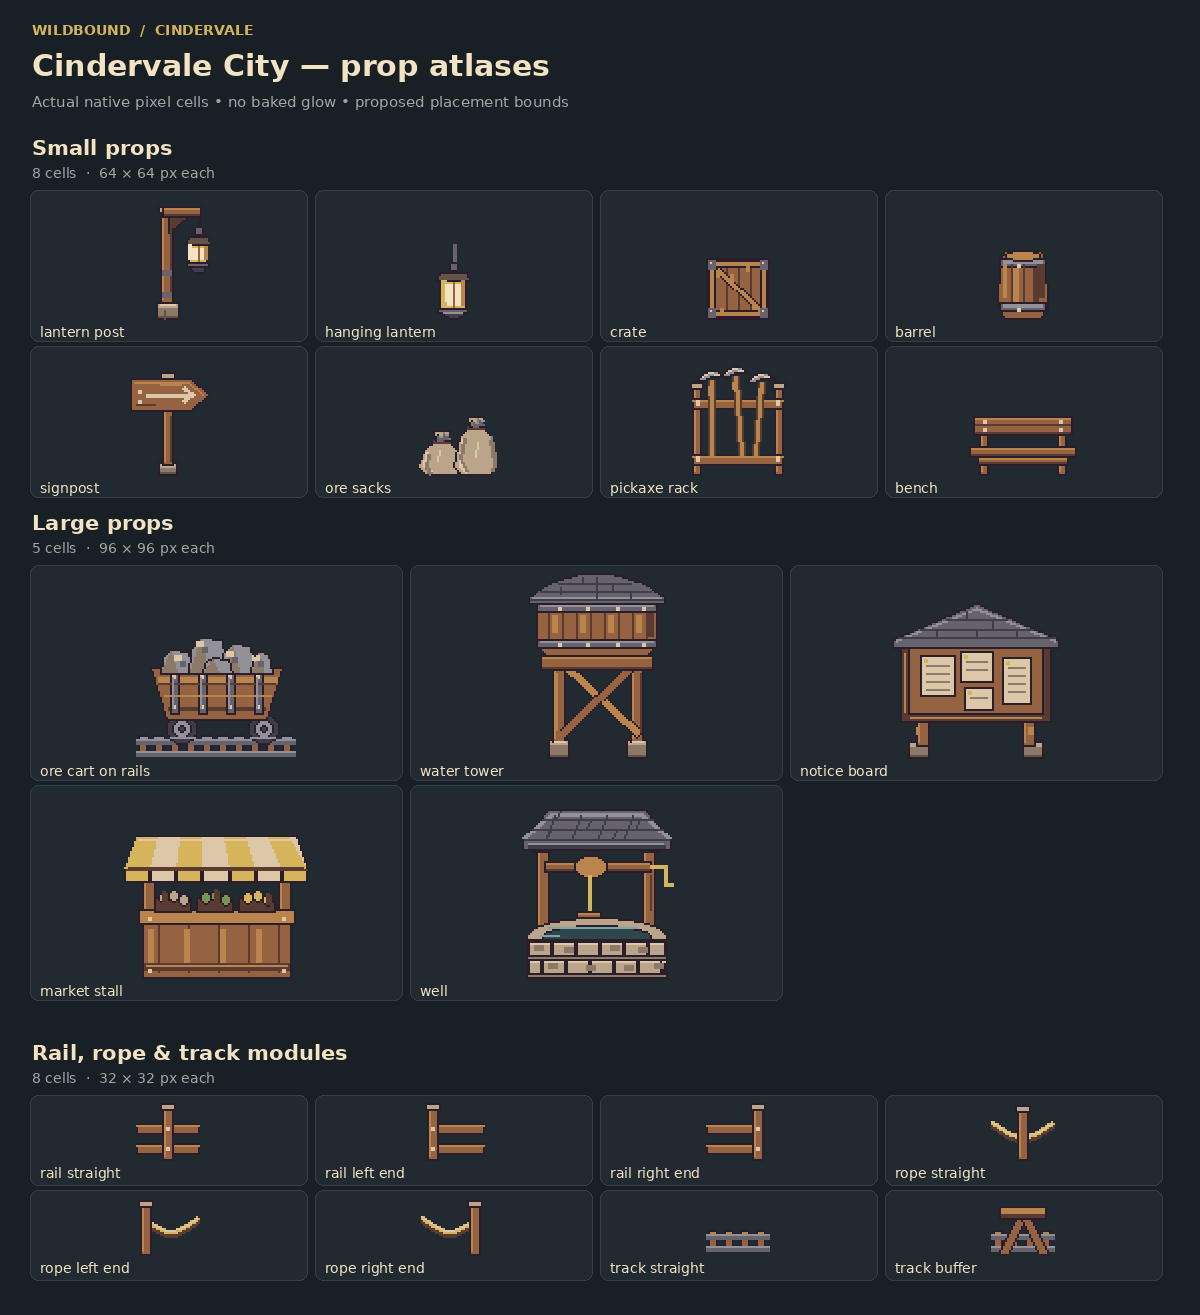 WILDBOUND / CINDERVALE
Cindervale City — prop atlases
Actual native pixel cells • no baked glow • proposed placement bounds
Small props
8 cells · 64 × 64 px each
lantern post
hanging lantern
crate
barrel
signpost
ore sacks
pickaxe rack
bench
Large props
5 cells · 96 × 96 px each
ore cart on rails
water tower
notice board
market stall
well
Rail, rope & track modules
8 cells · 32 × 32 px each
rail straight
rail left end
rail right end
rope straight
rope left end
rope right end
track straight
track buffer